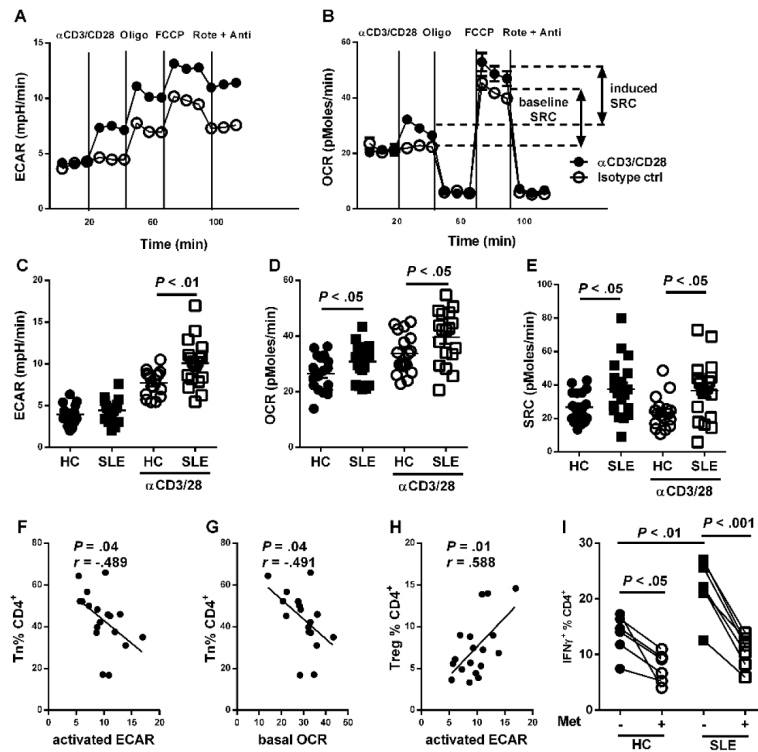 A
αCD3/CD28 Oligo FCCP Rote + Anti
ECAR (mpH/min)
15
10
5
0
20 60 100
Time (min)
B
αCD3/CD28 Oligo FCCP Rote + Anti
OCR (pMoles/min)
60
40
20
0
20 60 100
Time (min)
baseline SRC
induced SRC
αCD3/CD28
Isotype ctrl
C
P < .01
ECAR (mpH/min)
20
15
10
5
0
HC SLE HC SLE
αCD3/28
D
P < .05
P < .05
OCR (pMoles/min)
60
40
20
0
HC SLE HC SLE
αCD3/28
E
P < .05
P < .05
SRC (pMoles/min)
100
80
60
40
20
0
HC SLE HC SLE
αCD3/28
F
P = .04
r = -.489
Tn% CD4+
80
60
40
20
0
0 5 10 15 20
activated ECAR
G
P = .04
r = -.491
Tn% CD4+
80
60
40
20
0
0 10 20 30 40 50
basal OCR
H
P = .01
r = .588
Treg % CD4+
20
15
10
5
0
0 5 10 15 20
activated ECAR
I
P < .01
P < .001
P < .05
IFNγ+ % CD4+
30
20
10
0
Met - + - +
HC SLE